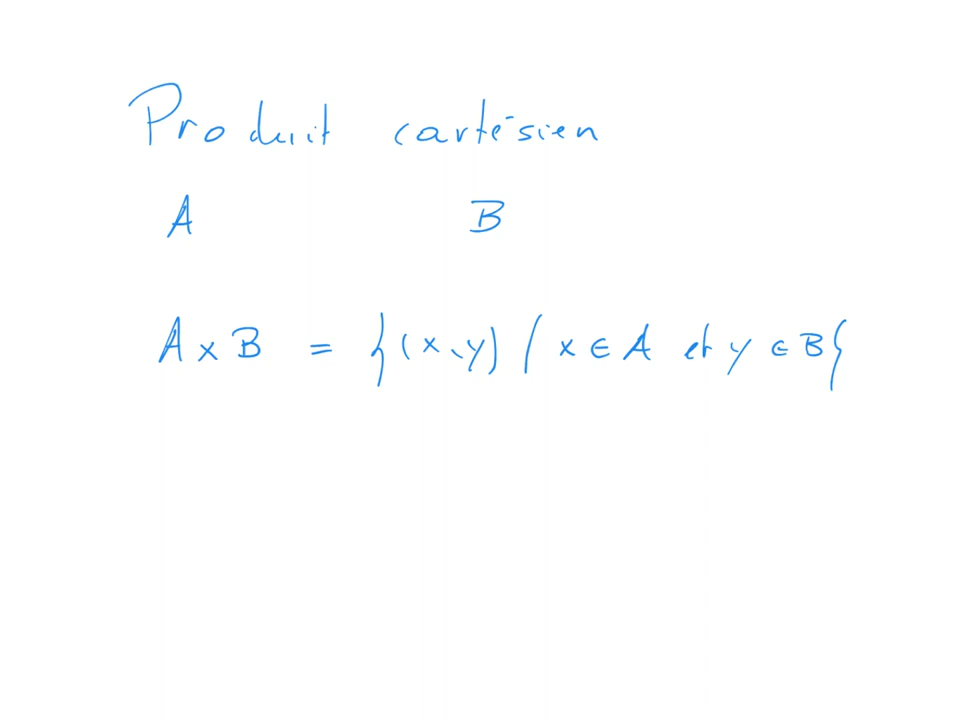 Produit cartésien
A B
A × B = {(x, y) / x ∈ A et y ∈ B}